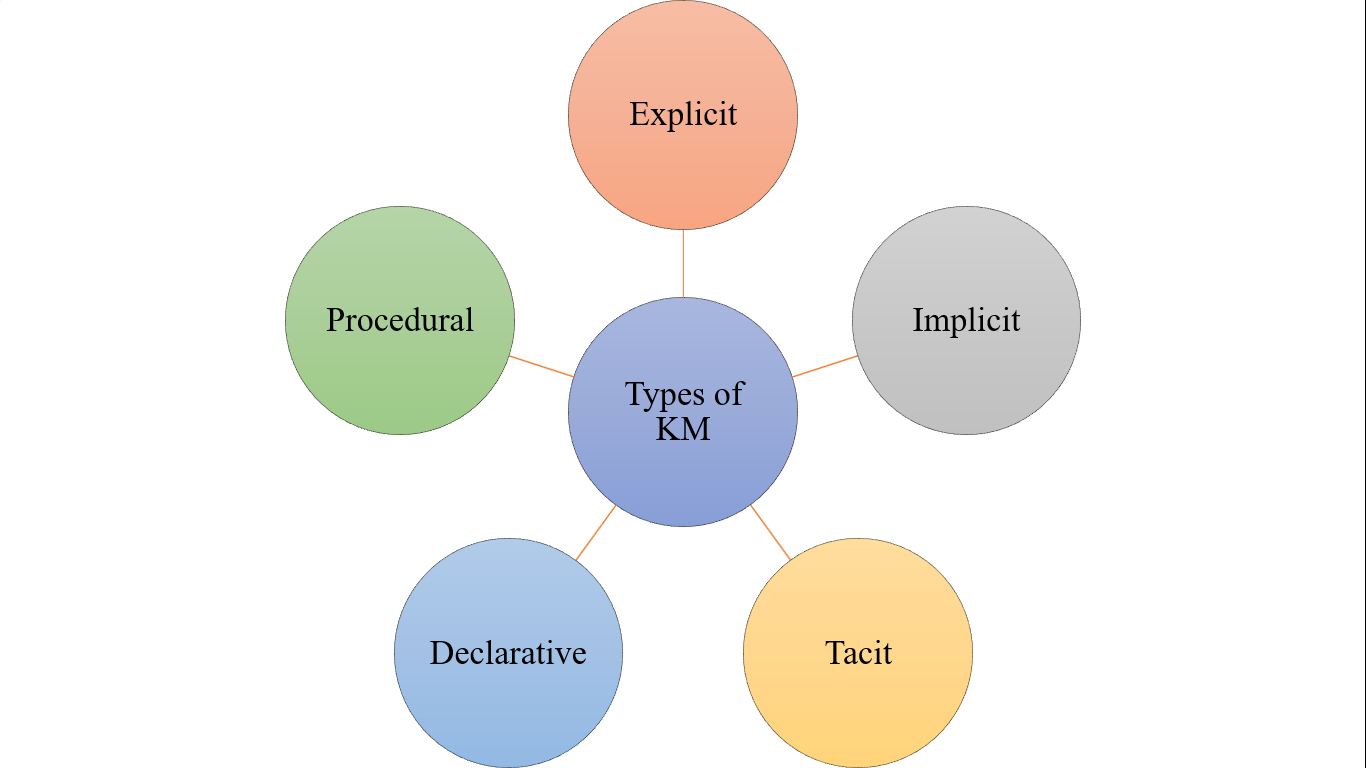 Explicit
Procedural
Implicit
Types of
KM
Declarative
Tacit